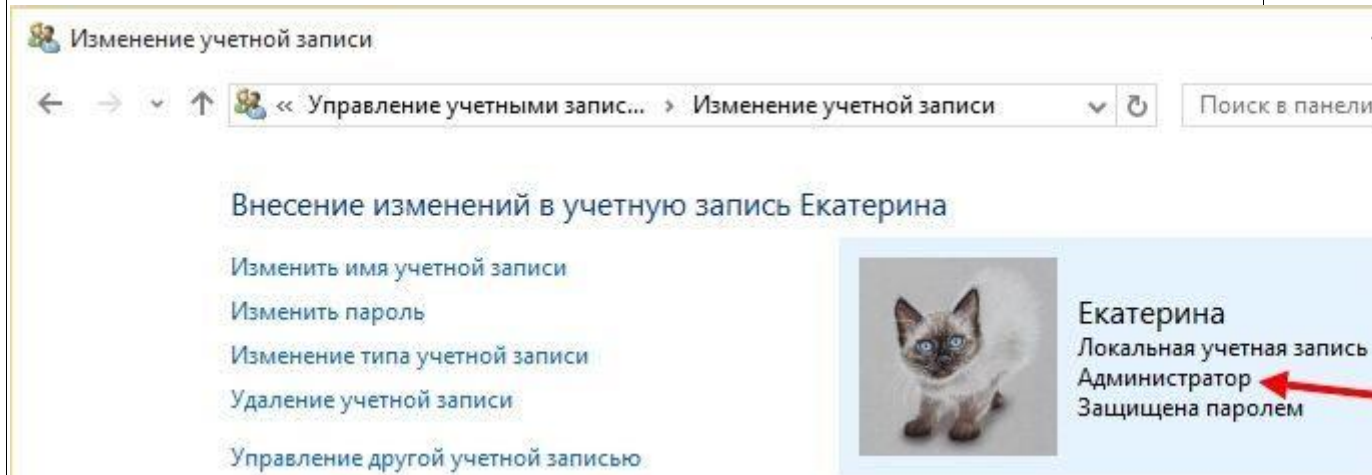 Изменение учетной записи
« Управление учетными запис... › Изменение учетной записи
Поиск в панели
Внесение изменений в учетную запись Екатерина
Изменить имя учетной записи
Изменить пароль
Изменение типа учетной записи
Удаление учетной записи
Управление другой учетной записью
Екатерина
Локальная учетная запись
Администратор
Защищена паролем